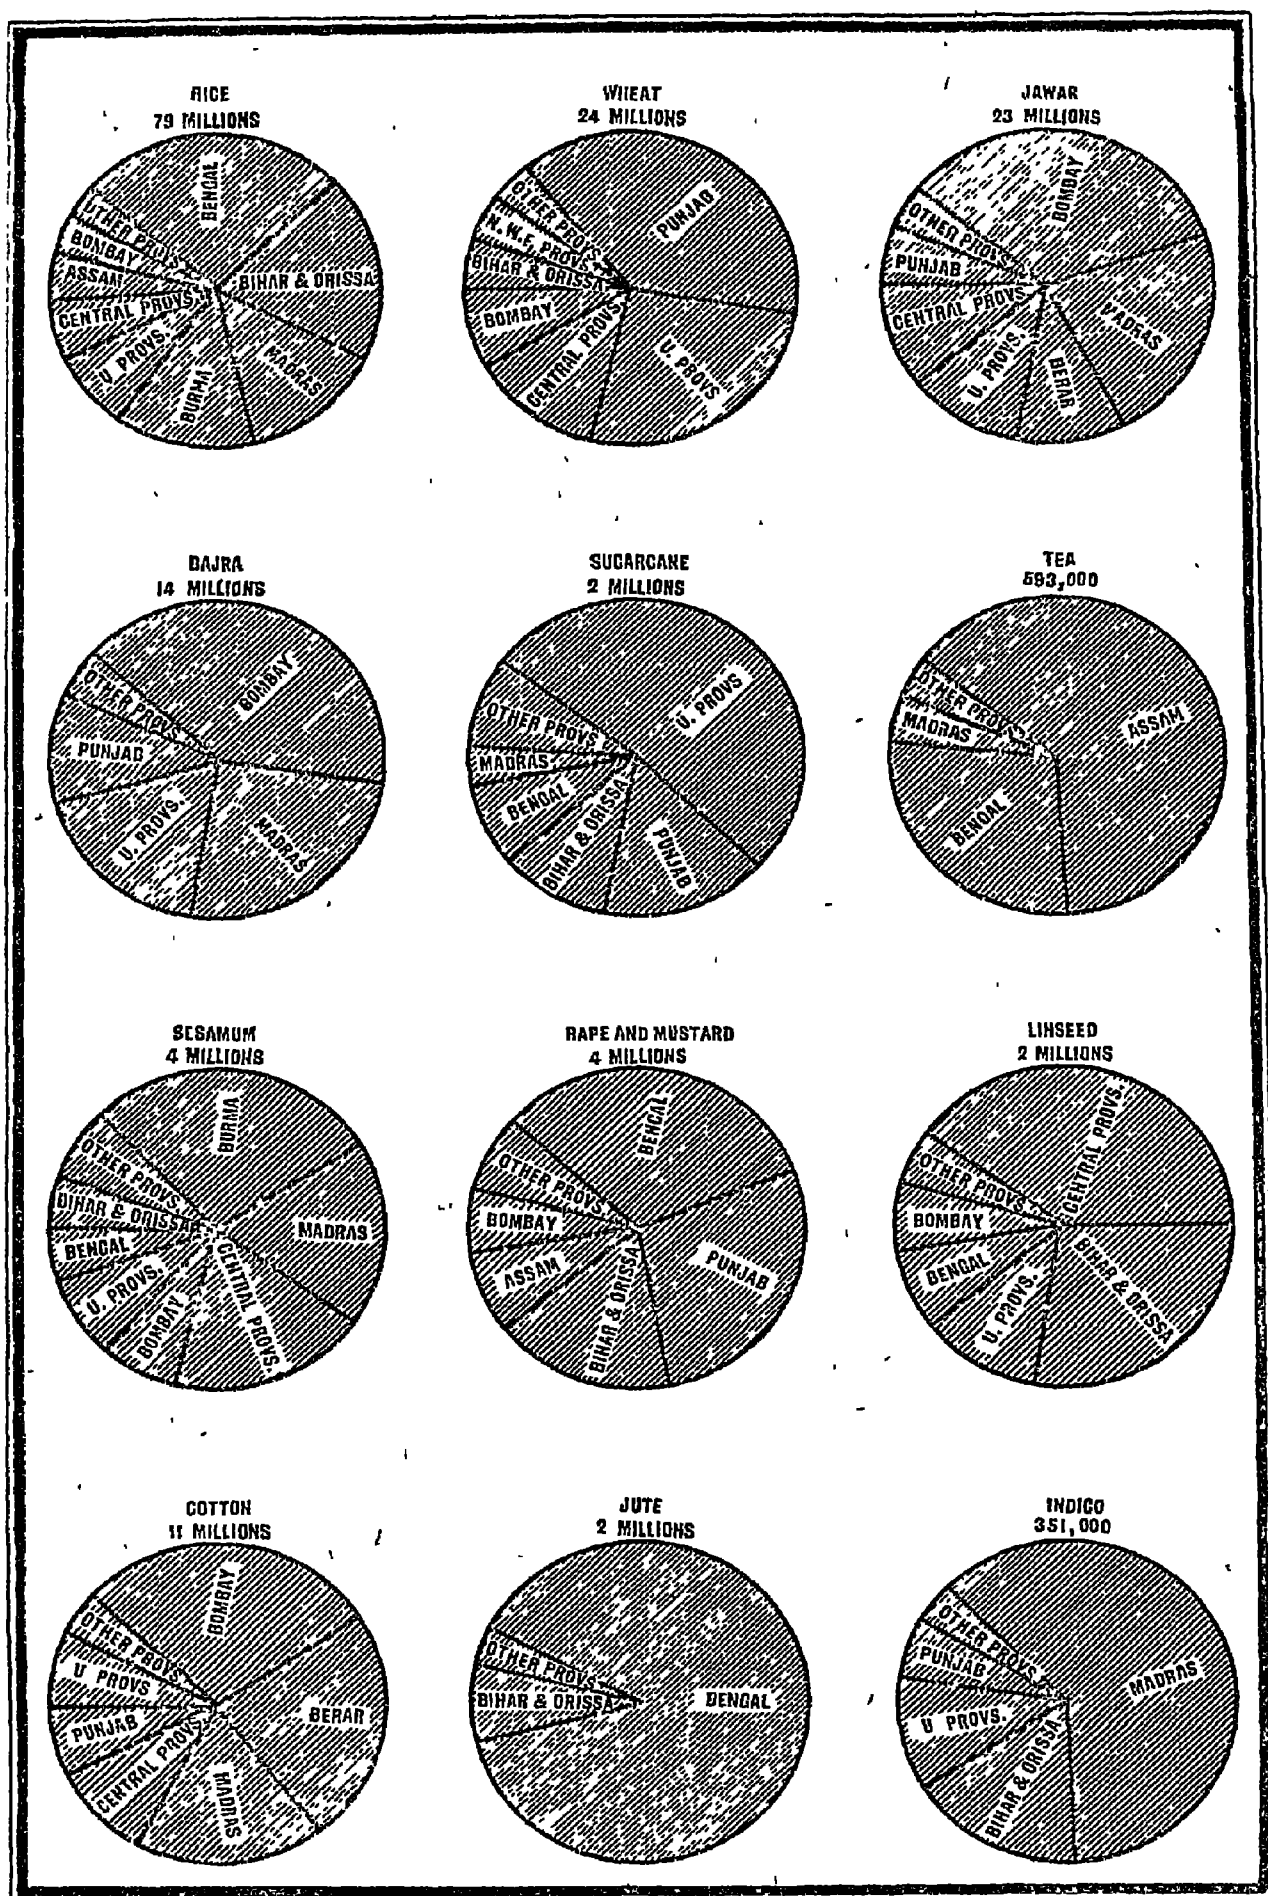 RICE
79 MILLIONS
BENGAL
BIHAR & ORISSA
MADRAS
BURMA
U. PROVS.
CENTRAL PROVS.
ASSAM
BOMBAY
OTHER PROVS
WHEAT
24 MILLIONS
PUNJAB
U. PROVS
CENTRAL PROVS
BOMBAY
BIHAR & ORISSA
N.W.F. PROVS.
OTHER PROVS
JAWAR
23 MILLIONS
BOMBAY
MADRAS
BERAR
U. PROVS.
CENTRAL PROVS
PUNJAB
OTHER PROVS
BAJRA
14 MILLIONS
BOMBAY
MADRAS
U. PROVS.
PUNJAB
OTHER PROVS
SUGARCANE
2 MILLIONS
U. PROVS
PUNJAB
BIHAR & ORISSA
BENGAL
MADRAS
OTHER PROVS
TEA
593,000
ASSAM
BENGAL
MADRAS
OTHER PROVS
SESAMUM
4 MILLIONS
BURMA
MADRAS
CENTRAL PROVS.
BOMBAY
U. PROVS.
BENGAL
BIHAR & ORISSA
OTHER PROVS
RAPE AND MUSTARD
4 MILLIONS
BENGAL
PUNJAB
BIHAR & ORISSA
ASSAM
BOMBAY
OTHER PROVS
LINSEED
2 MILLIONS
CENTRAL PROVS.
BIHAR & ORISSA
U. PROVS.
BENGAL
BOMBAY
OTHER PROVS
COTTON
11 MILLIONS
BOMBAY
BERAR
MADRAS
CENTRAL PROVS
PUNJAB
U PROVS
OTHER PROVS
JUTE
2 MILLIONS
BENGAL
BIHAR & ORISSA
OTHER PROVS
INDIGO
351,000
MADRAS
BIHAR & ORISSA
U PROVS.
PUNJAB
OTHER PROVS